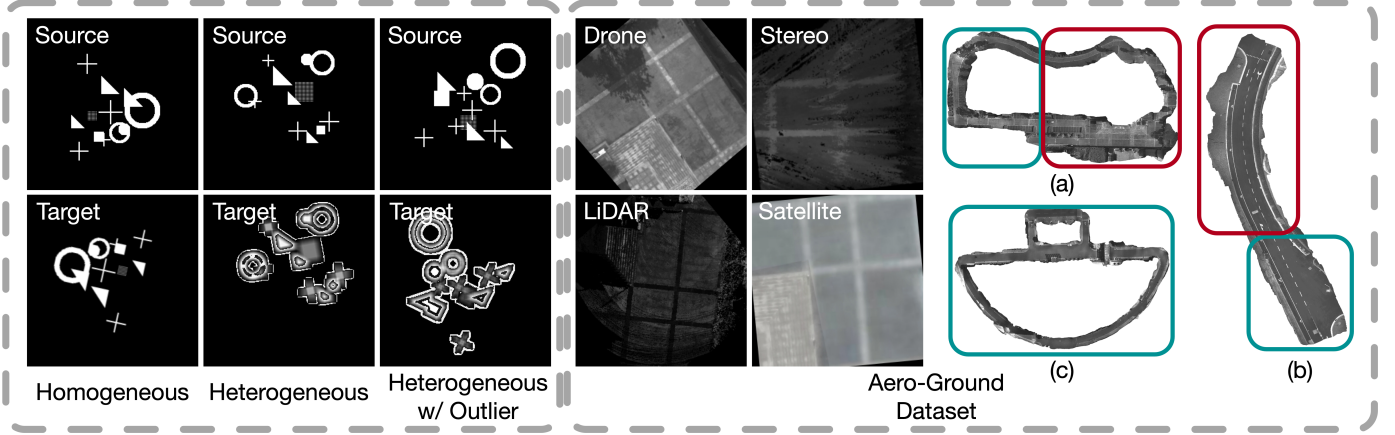 Source
Source
Source
Drone
Stereo
Target
Target
Target
LiDAR
Satellite
(a)
(c)
(b)
Homogeneous
Heterogeneous
Heterogeneous
w/ Outlier
Aero-Ground
Dataset